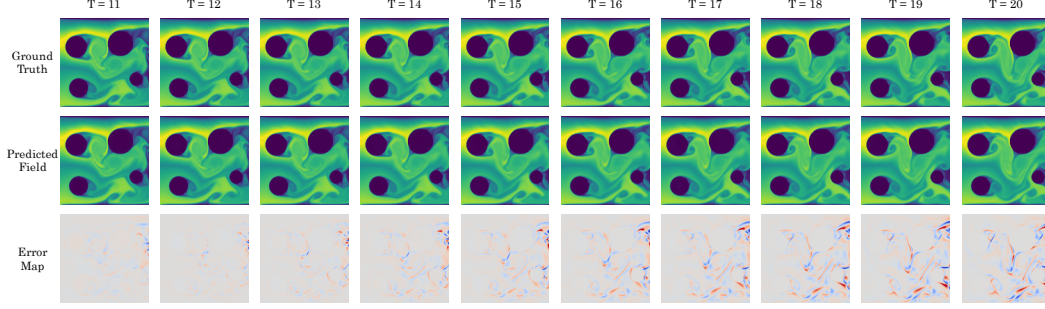 T = 11 T = 12 T = 13 T = 14 T = 15 T = 16 T = 17 T = 18 T = 19 T = 20
Ground
Truth
Predicted
Field
Error
Map